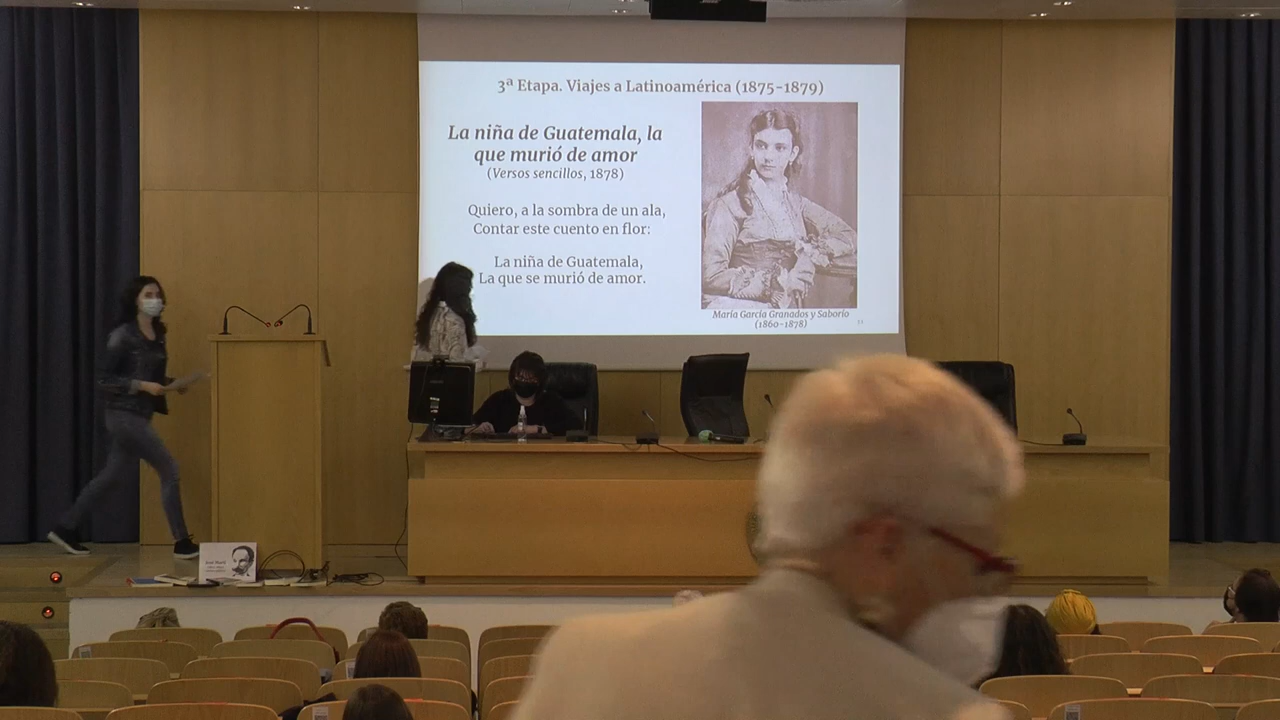 3ª Etapa. Viajes a Latinoamérica (1875-1879)
La niña de Guatemala, la
que murió de amor
(Versos sencillos, 1878)
Quiero, a la sombra de un ala,
Contar este cuento en flor:
La niña de Guatemala,
La que se murió de amor.
María García Granados y Saborío
(1860-1878)
José Martí